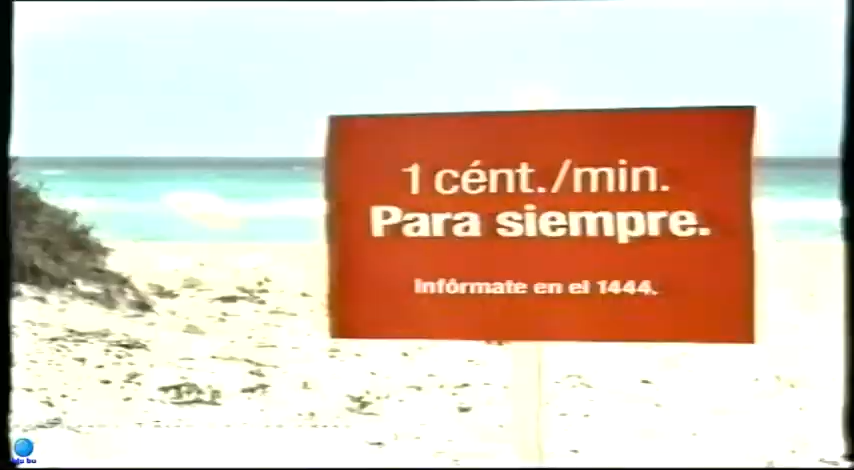 1 cént./min.
Para siempre.
Infórmate en el 1444.